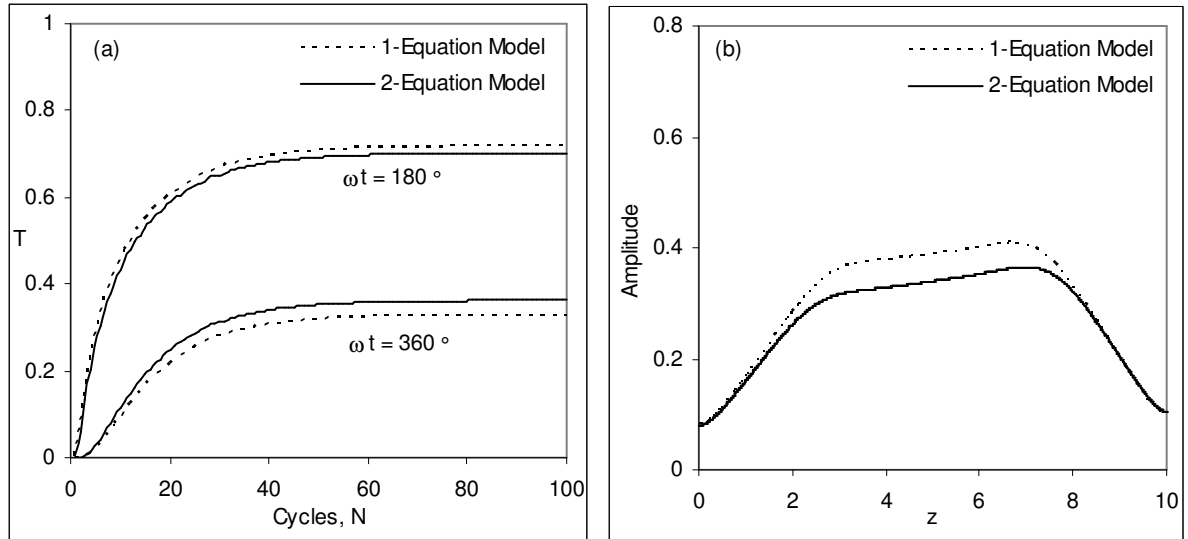 (a)
1-Equation Model
2-Equation Model
1
0.8
0.6
0.4
0.2
0
T
ωt = 180 °
ωt = 360 °
0 20 40 60 80 100
Cycles, N
(b)
1-Equation Model
2-Equation Model
0.8
0.6
0.4
0.2
0
Amplitude
0 2 4 6 8 10
z